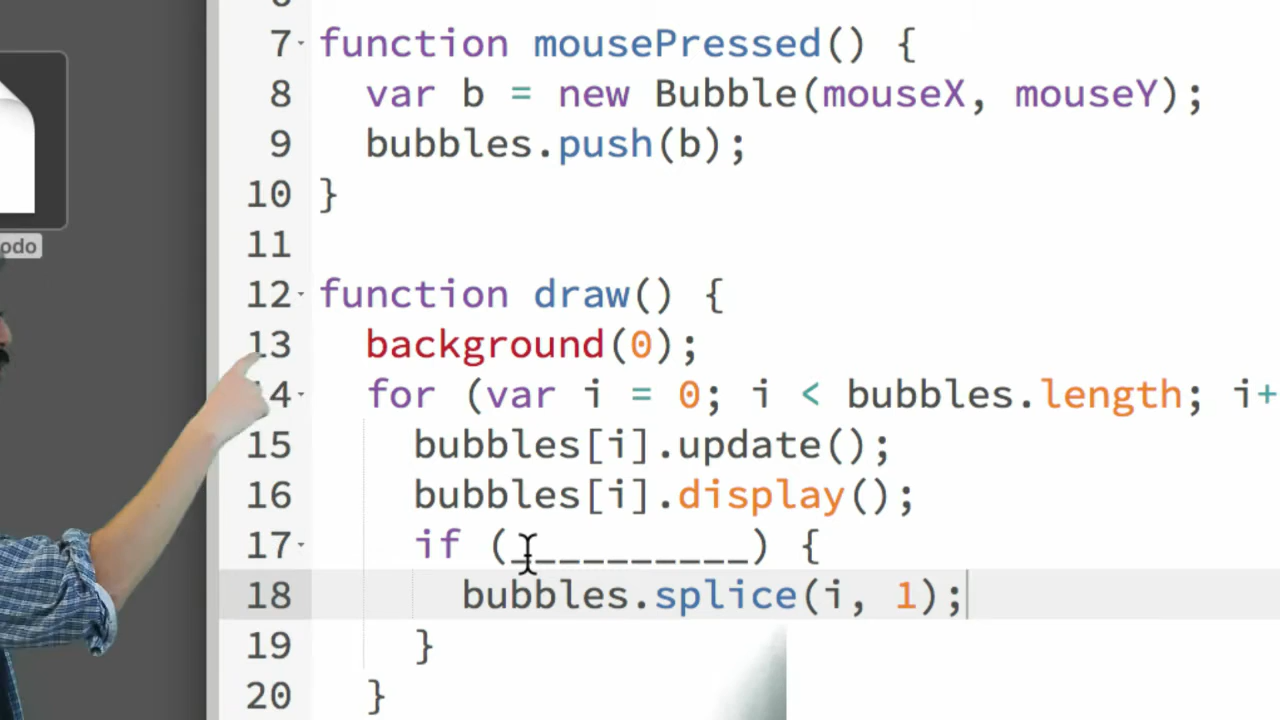 7 function mousePressed() {
8 var b = new Bubble(mouseX, mouseY);
9 bubbles.push(b);
10 }
11
12 function draw() {
13 background(0);
14 for (var i = 0; i < bubbles.length; i+
15 bubbles[i].update();
16 bubbles[i].display();
17 if (__________) {
18 bubbles.splice(i, 1);
19 }
20 }
odo